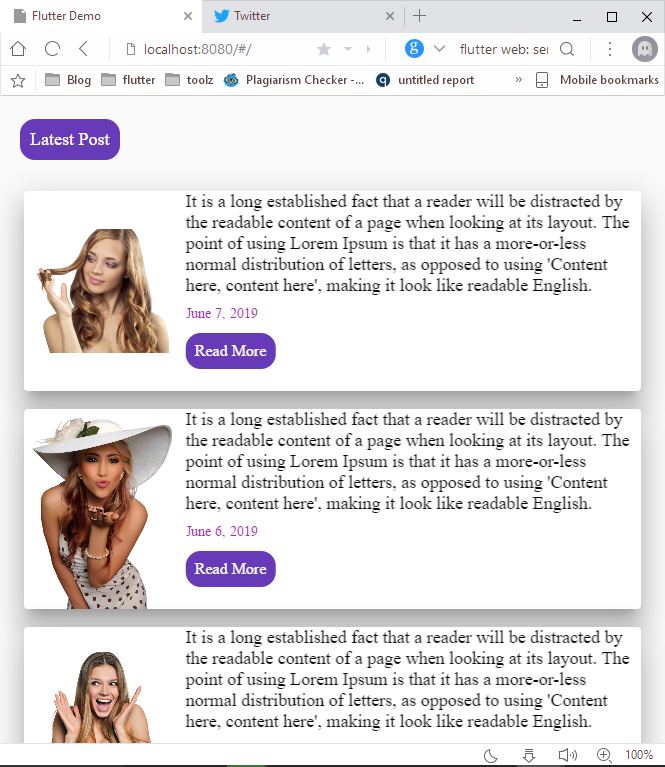 Flutter Demo
Twitter
localhost:8080/#/
g
flutter web: ser
Blog
flutter
toolz
Plagiarism Checker -...
q
untitled report
»
Mobile bookmarks
Latest Post
It is a long established fact that a reader will be distracted by
the readable content of a page when looking at its layout. The
point of using Lorem Ipsum is that it has a more-or-less
normal distribution of letters, as opposed to using 'Content
here, content here', making it look like readable English.
June 7, 2019
Read More
It is a long established fact that a reader will be distracted by
the readable content of a page when looking at its layout. The
point of using Lorem Ipsum is that it has a more-or-less
normal distribution of letters, as opposed to using 'Content
here, content here', making it look like readable English.
June 6, 2019
Read More
It is a long established fact that a reader will be distracted by
the readable content of a page when looking at its layout. The
point of using Lorem Ipsum is that it has a more-or-less
normal distribution of letters, as opposed to using 'Content
here, content here', making it look like readable English.
100%